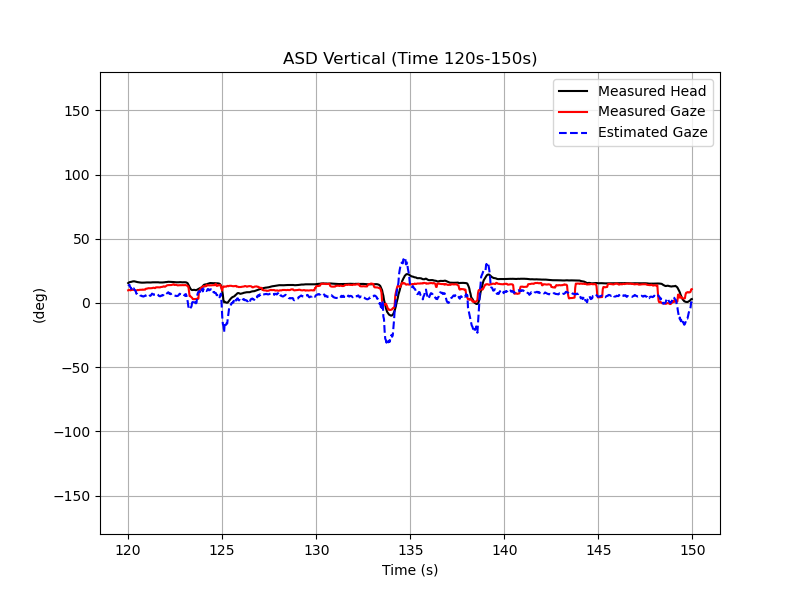 ASD Vertical (Time 120s-150s)
Measured Head
Measured Gaze
Estimated Gaze
150
100
50
0
−50
−100
−150
(deg)
120
125
130
135
140
145
150
Time (s)